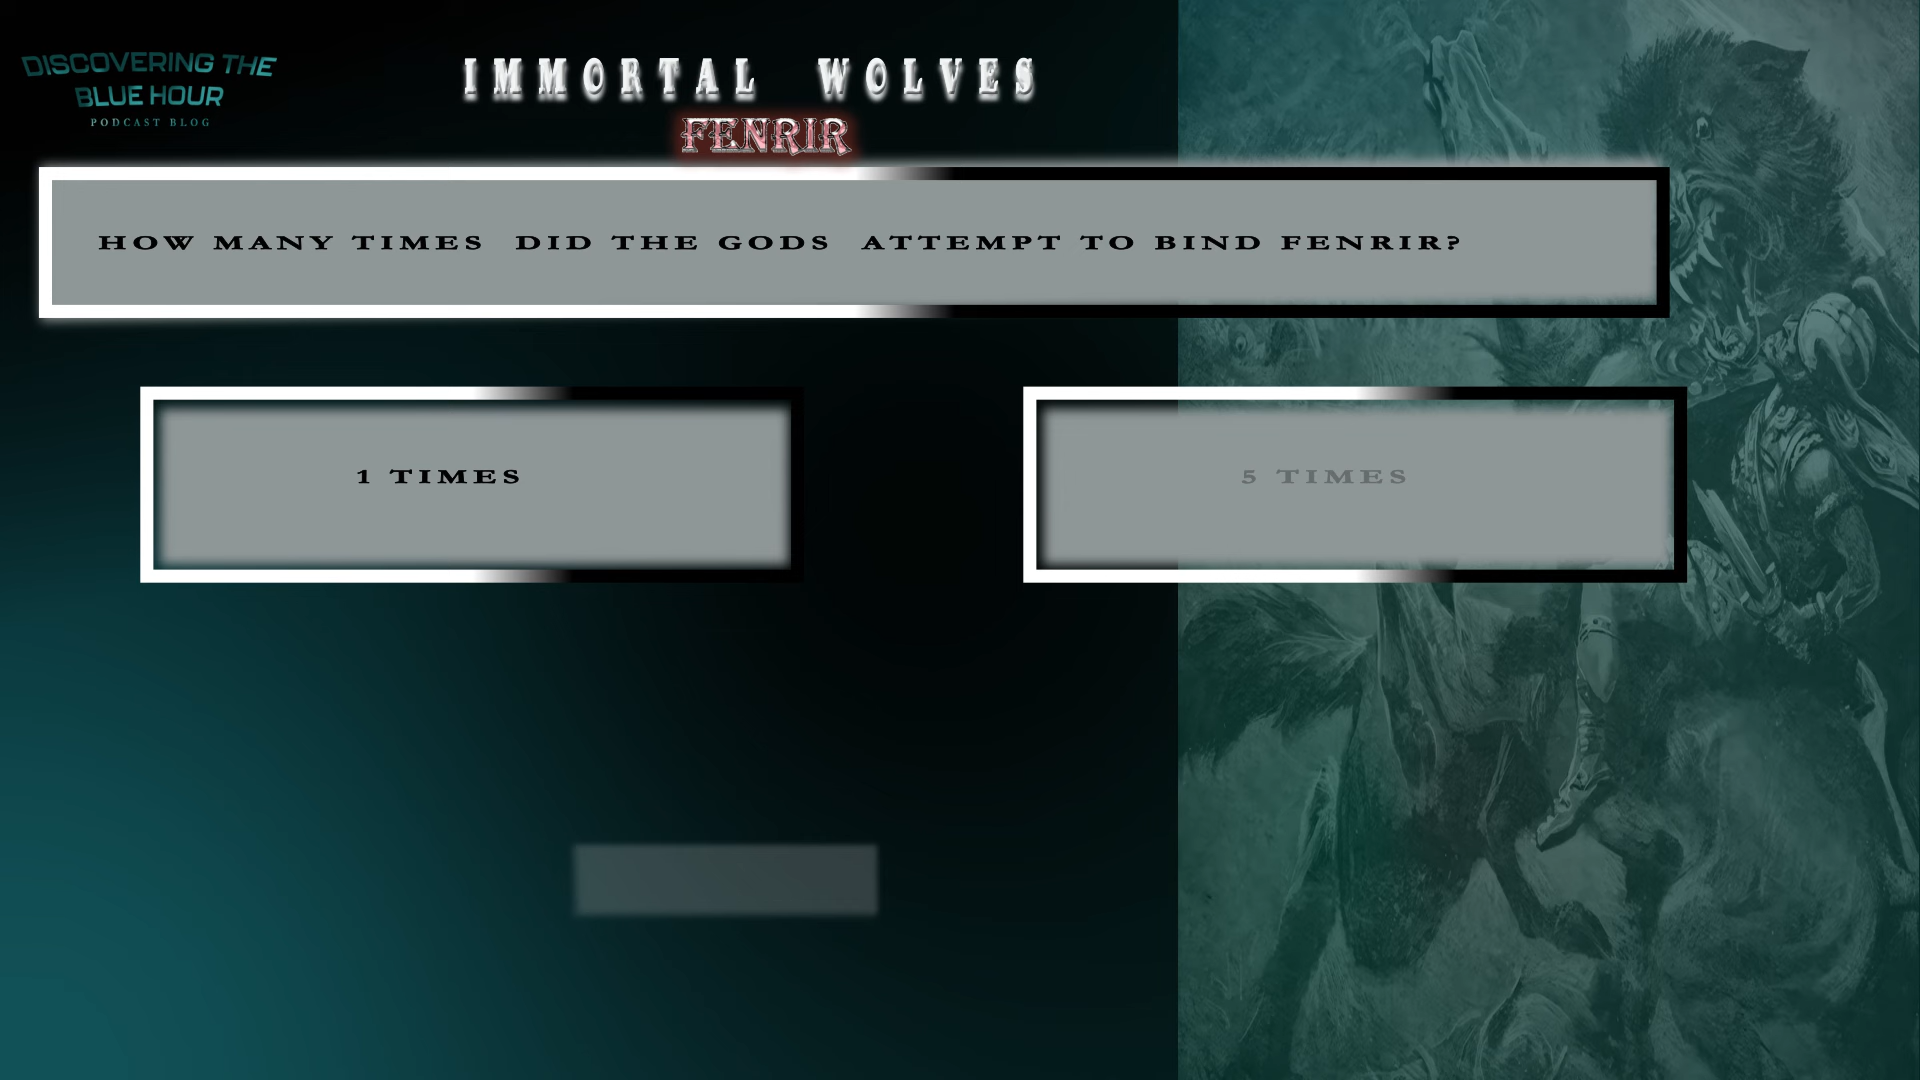 DISCOVERING THE
BLUE HOUR
PODCAST BLOG
IMMORTAL WOLVES
FENRIR
HOW MANY TIMES DID THE GODS ATTEMPT TO BIND FENRIR?
1 TIMES
5 TIMES